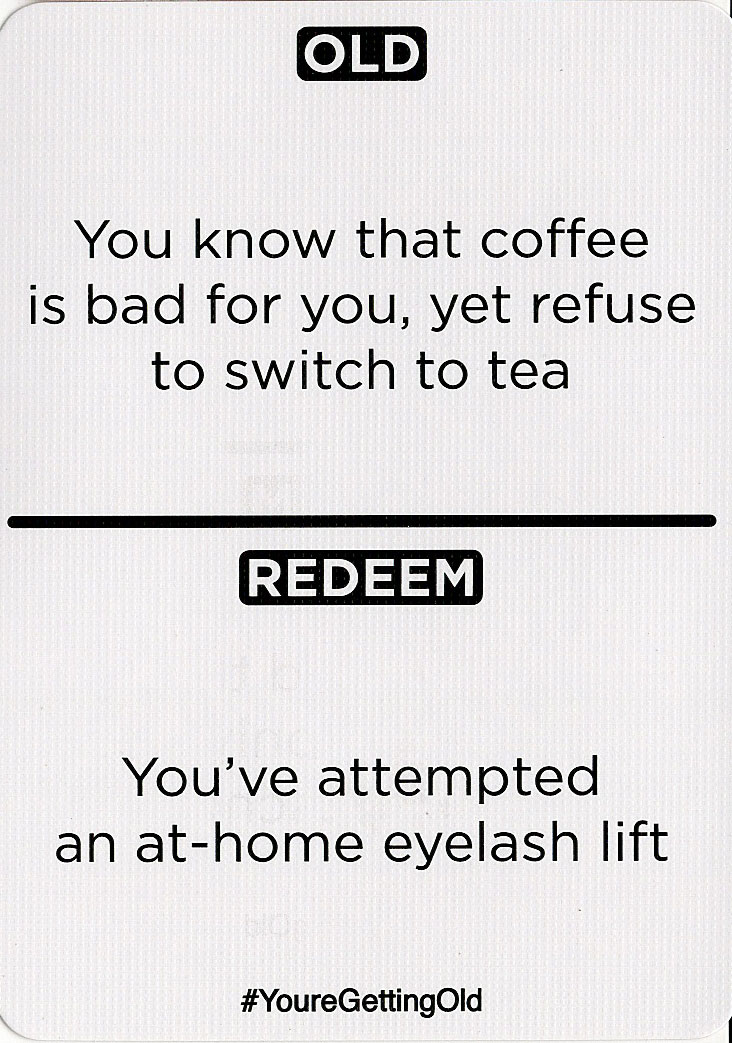 OLD
You know that coffee
is bad for you, yet refuse
to switch to tea
REDEEM
You've attempted
an at-home eyelash lift
#YoureGettingOld